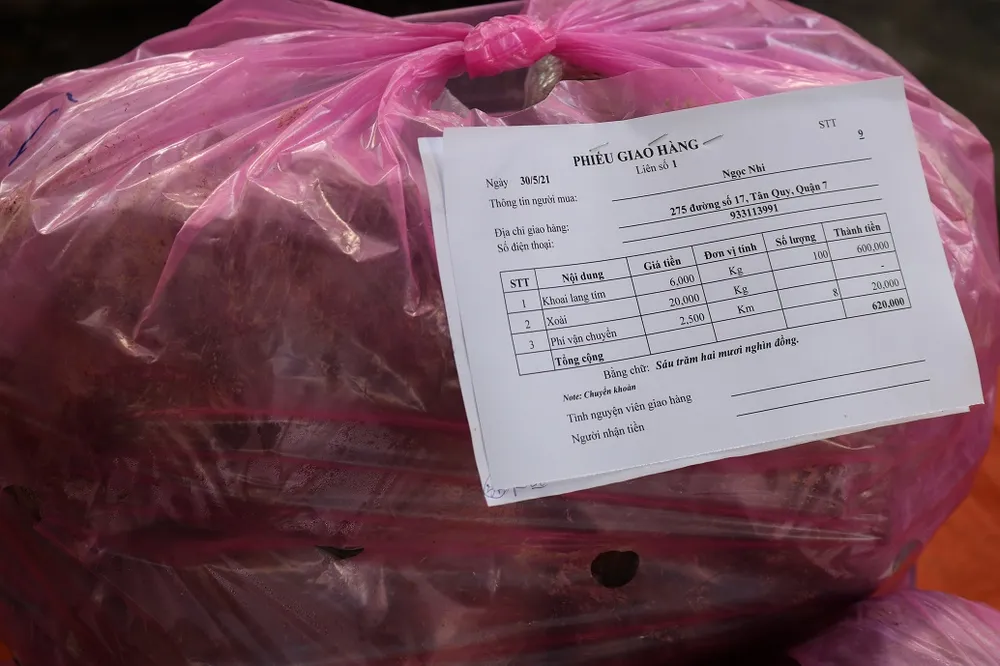 STT 9
PHIẾU GIAO HÀNG
Liên số 1
Ngày 30/5/21
Thông tin người mua: Ngọc Nhi
Địa chỉ giao hàng: 275 đường số 17, Tân Quy, Quận 7
Số điện thoại: 933113991
STT Nội dung Giá tiền Đơn vị tính Số lượng Thành tiền
1 Khoai lang tím 6,000 Kg 100 600,000
2 Xoài 20,000 Kg -
3 Phí vận chuyển 2,500 Km 8 20,000
Tổng cộng 620,000
Bằng chữ: Sáu trăm hai mươi nghìn đồng.
Note: Chuyển khoản
Tình nguyện viên giao hàng
Người nhận tiền